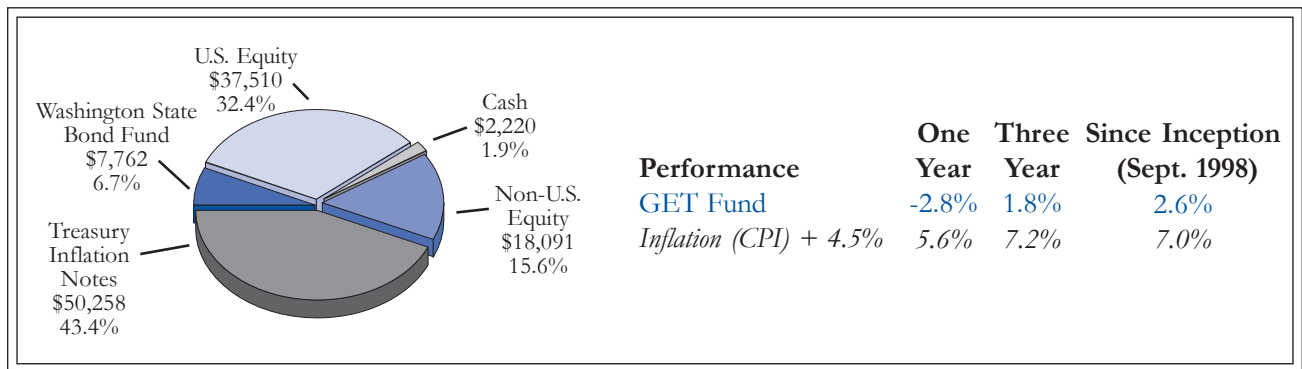 U.S. Equity
$37,510
32.4%
Cash
$2,220
1.9%
Washington State
Bond Fund
$7,762
6.7%
Non-U.S.
Equity
$18,091
15.6%
Treasury
Inflation
Notes
$50,258
43.4%
One Three Since Inception
Performance Year Year (Sept. 1998)
GET Fund -2.8% 1.8% 2.6%
Inflation (CPI) + 4.5% 5.6% 7.2% 7.0%